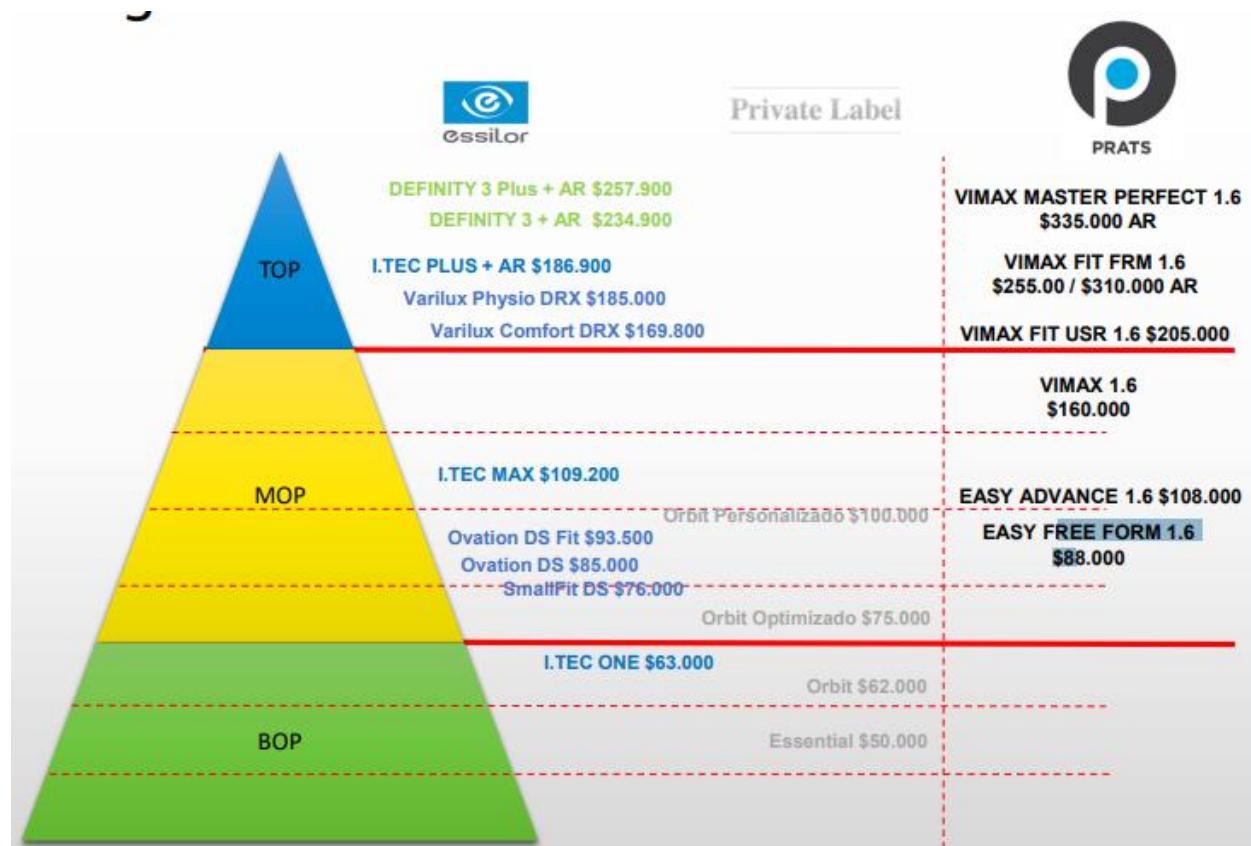 essilor
Private Label
PRATS
DEFINITY 3 Plus + AR $257.900
DEFINITY 3 + AR $234.900
I.TEC PLUS + AR $186.900
Varilux Physio DRX $185.000
Varilux Comfort DRX $169.800
VIMAX MASTER PERFECT 1.6
$335.000 AR
VIMAX FIT FRM 1.6
$255.00 / $310.000 AR
VIMAX FIT USR 1.6 $205.000
TOP
VIMAX 1.6
$160.000
I.TEC MAX $109.200
MOP
Orbit Personalizado $100.000
EASY ADVANCE 1.6 $108.000
EASY FREE FORM 1.6
$88.000
Ovation DS Fit $93.500
Ovation DS $85.000
SmallFit DS $76.000
Orbit Optimizado $75.000
I.TEC ONE $63.000
Orbit $62.000
BOP
Essential $50.000